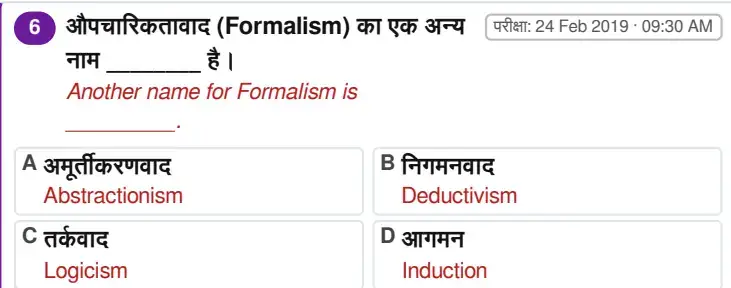 6 औपचारिकतावाद (Formalism) का एक अन्य
परीक्षा: 24 Feb 2019 · 09:30 AM
नाम ________ है।
Another name for Formalism is
__________.
A अमूर्तीकरणवाद
Abstractionism
B निगमनवाद
Deductivism
C तर्कवाद
Logicism
D आगमन
Induction